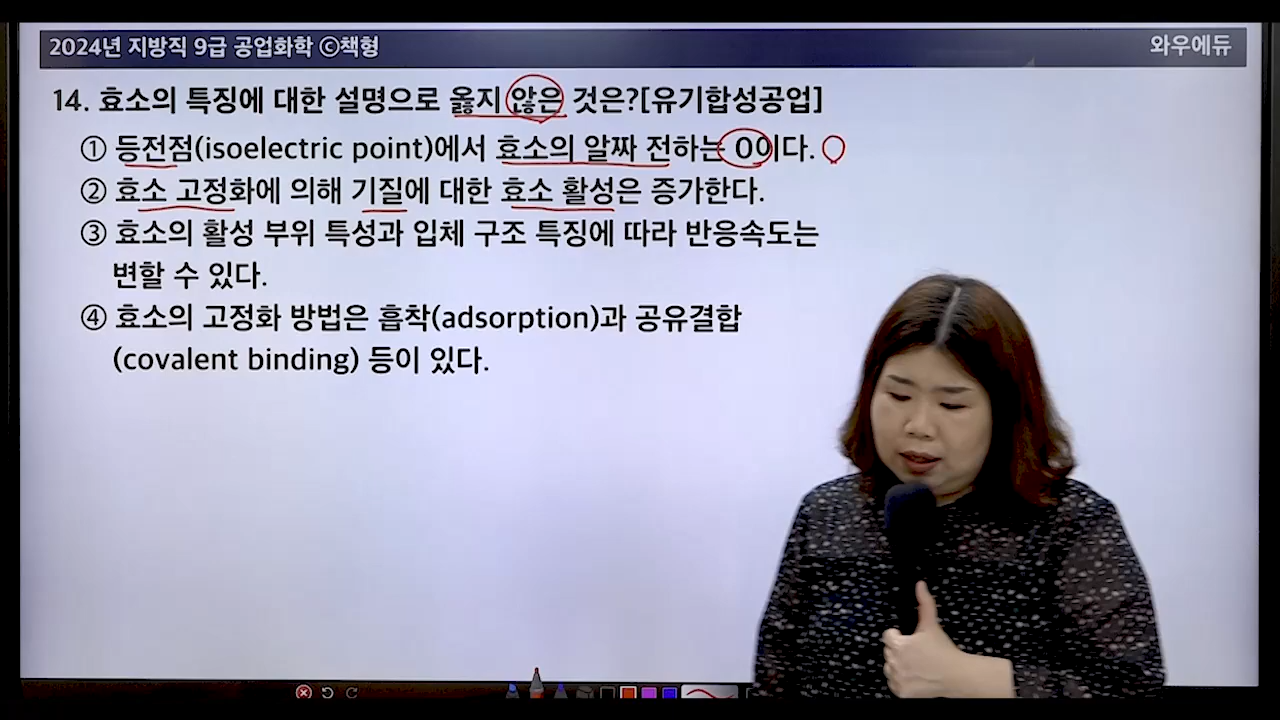 2024년 지방직 9급 공업화학 ⓒ책형
와우에듀
14. 효소의 특징에 대한 설명으로 옳지 않은 것은?[유기합성공업]
① 등전점(isoelectric point)에서 효소의 알짜 전하는 0이다.
② 효소 고정화에 의해 기질에 대한 효소 활성은 증가한다.
③ 효소의 활성 부위 특성과 입체 구조 특징에 따라 반응속도는
변할 수 있다.
④ 효소의 고정화 방법은 흡착(adsorption)과 공유결합
(covalent binding) 등이 있다.